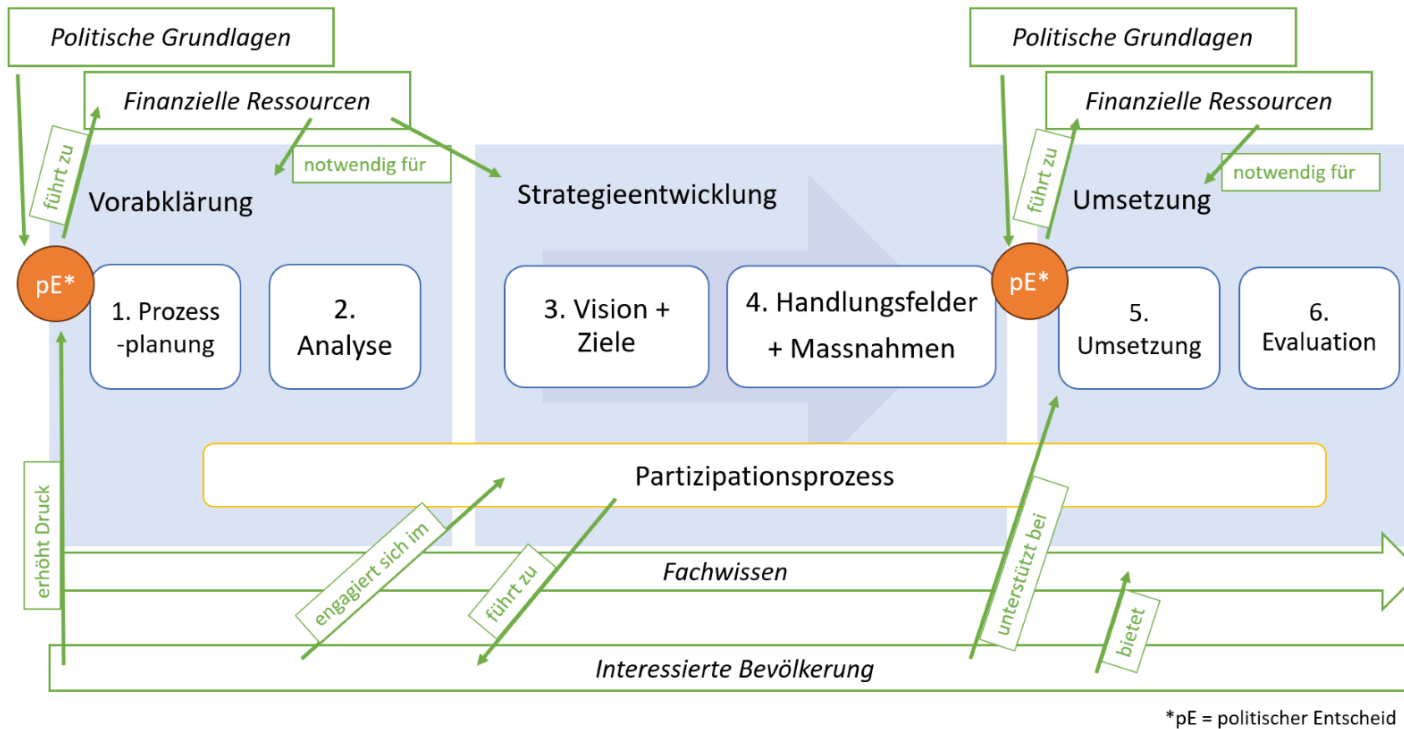 Politische Grundlagen
Politische Grundlagen
Finanzielle Ressourcen
Finanzielle Ressourcen
führt zu
notwendig für
führt zu
notwendig für
Vorabklärung
Strategieentwicklung
Umsetzung
pE*
pE*
1. Prozess
-planung
2.
Analyse
3. Vision +
Ziele
4. Handlungsfelder
+ Massnahmen
5.
Umsetzung
6.
Evaluation
Partizipationsprozess
erhöht Druck
engagiert sich im
führt zu
unterstützt bei
bietet
Fachwissen
Interessierte Bevölkerung
*pE = politischer Entscheid